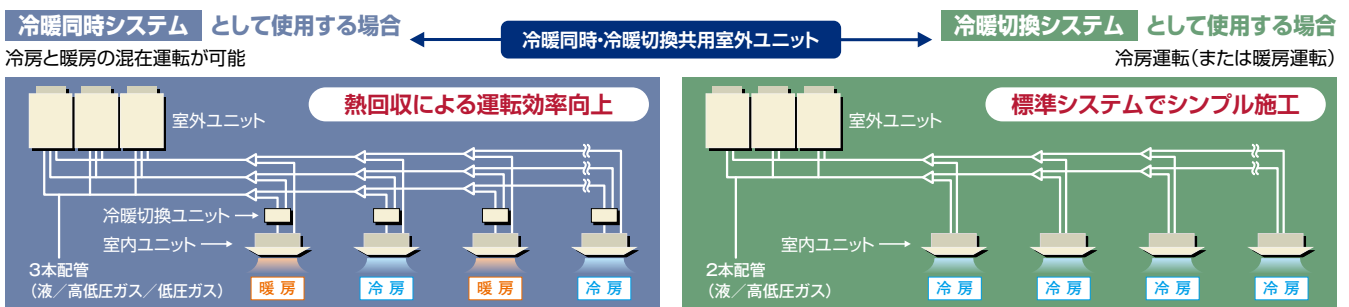 冷暖同時システム として使用する場合
冷房と暖房の混在運転が可能
冷暖同時・冷暖切換共用室外ユニット
冷暖切換システム として使用する場合
冷房運転(または暖房運転)
熱回収による運転効率向上
室外ユニット
冷暖切換ユニット
室内ユニット
3本配管
(液／高低圧ガス／低圧ガス)
暖房
冷房
暖房
冷房
標準システムでシンプル施工
室外ユニット
室内ユニット
2本配管
(液／高低圧ガス)
冷房
冷房
冷房
冷房